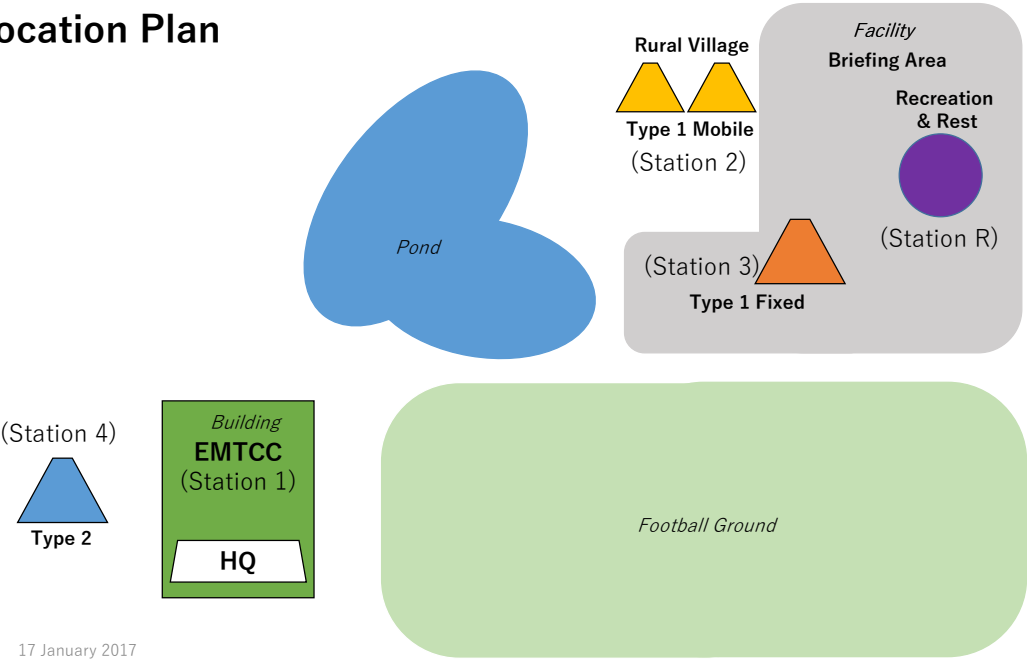 ocation Plan
Rural Village
Type 1 Mobile
(Station 2)
Facility
Briefing Area
Recreation
& Rest
(Station R)
Pond
(Station 3)
Type 1 Fixed
(Station 4)
Type 2
Building
EMTCC
(Station 1)
HQ
Football Ground
17 January 2017